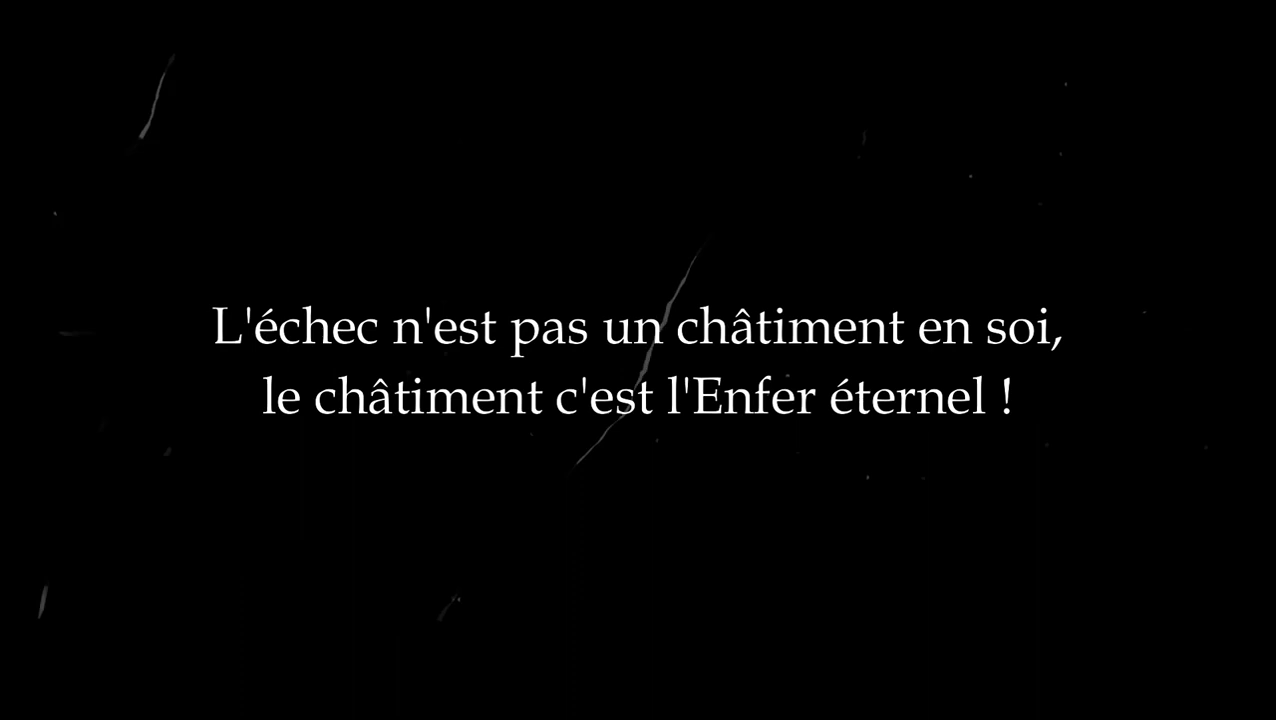 L'échec n'est pas un châtiment en soi,
le châtiment c'est l'Enfer éternel !